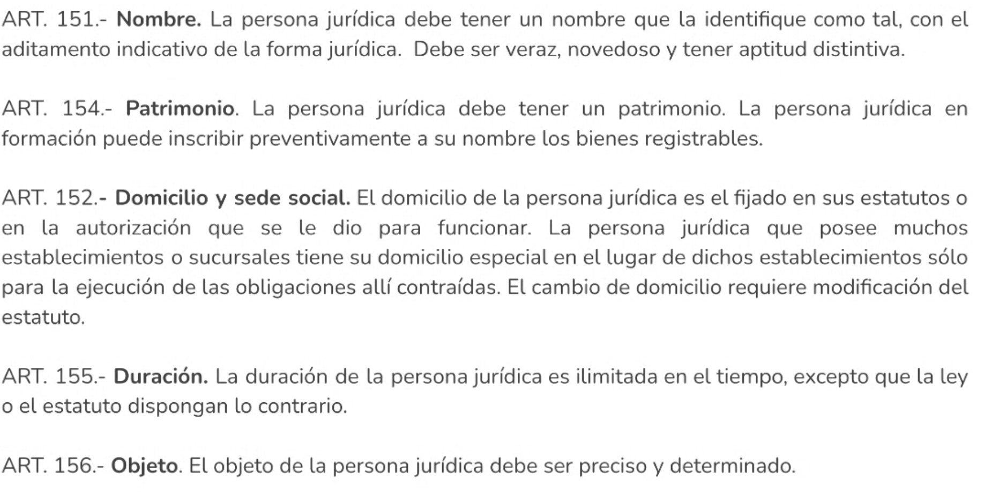 ART. 151.- Nombre. La persona jurídica debe tener un nombre que la identifique como tal, con el
aditamento indicativo de la forma jurídica.  Debe ser veraz, novedoso y tener aptitud distintiva.
ART. 154.- Patrimonio. La persona jurídica debe tener un patrimonio. La persona jurídica en
formación puede inscribir preventivamente a su nombre los bienes registrables.
ART. 152.- Domicilio y sede social. El domicilio de la persona jurídica es el fijado en sus estatutos o
en la autorización que se le dio para funcionar. La persona jurídica que posee muchos
establecimientos o sucursales tiene su domicilio especial en el lugar de dichos establecimientos sólo
para la ejecución de las obligaciones allí contraídas. El cambio de domicilio requiere modificación del
estatuto.
ART. 155.- Duración. La duración de la persona jurídica es ilimitada en el tiempo, excepto que la ley
o el estatuto dispongan lo contrario.
ART. 156.- Objeto. El objeto de la persona jurídica debe ser preciso y determinado.